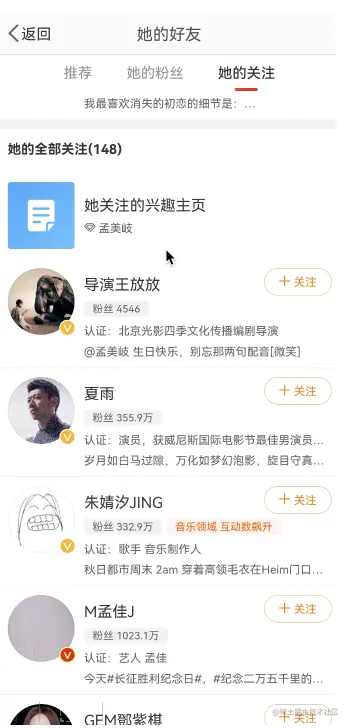 返回
她的好友
推荐
她的粉丝
她的关注
我最喜欢消失的初恋的细节是：...
她的全部关注(148)
她关注的兴趣主页
孟美岐
导演王放放
+ 关注
粉丝 4546
认证：北京光影四季文化传播编剧导演
@孟美岐 生日快乐，别忘那两句配音[微笑]
夏雨
+ 关注
粉丝 355.9万
认证：演员，获威尼斯国际电影节最佳男演员...
岁月如白马过隙，万化如梦幻泡影，旋目守真...
朱婧汐JING
+ 关注
粉丝 332.9万
音乐领域 互动数飙升
认证：歌手 音乐制作人
秋日都市周末 2am 穿着高领毛衣在Heim门口...
M孟佳J
+ 关注
粉丝 1023.1万
认证：艺人 孟佳
今天#长征胜利纪念日#，#纪念二万五千里的...
GEM鄧紫棋
@稀土掘金技术社区